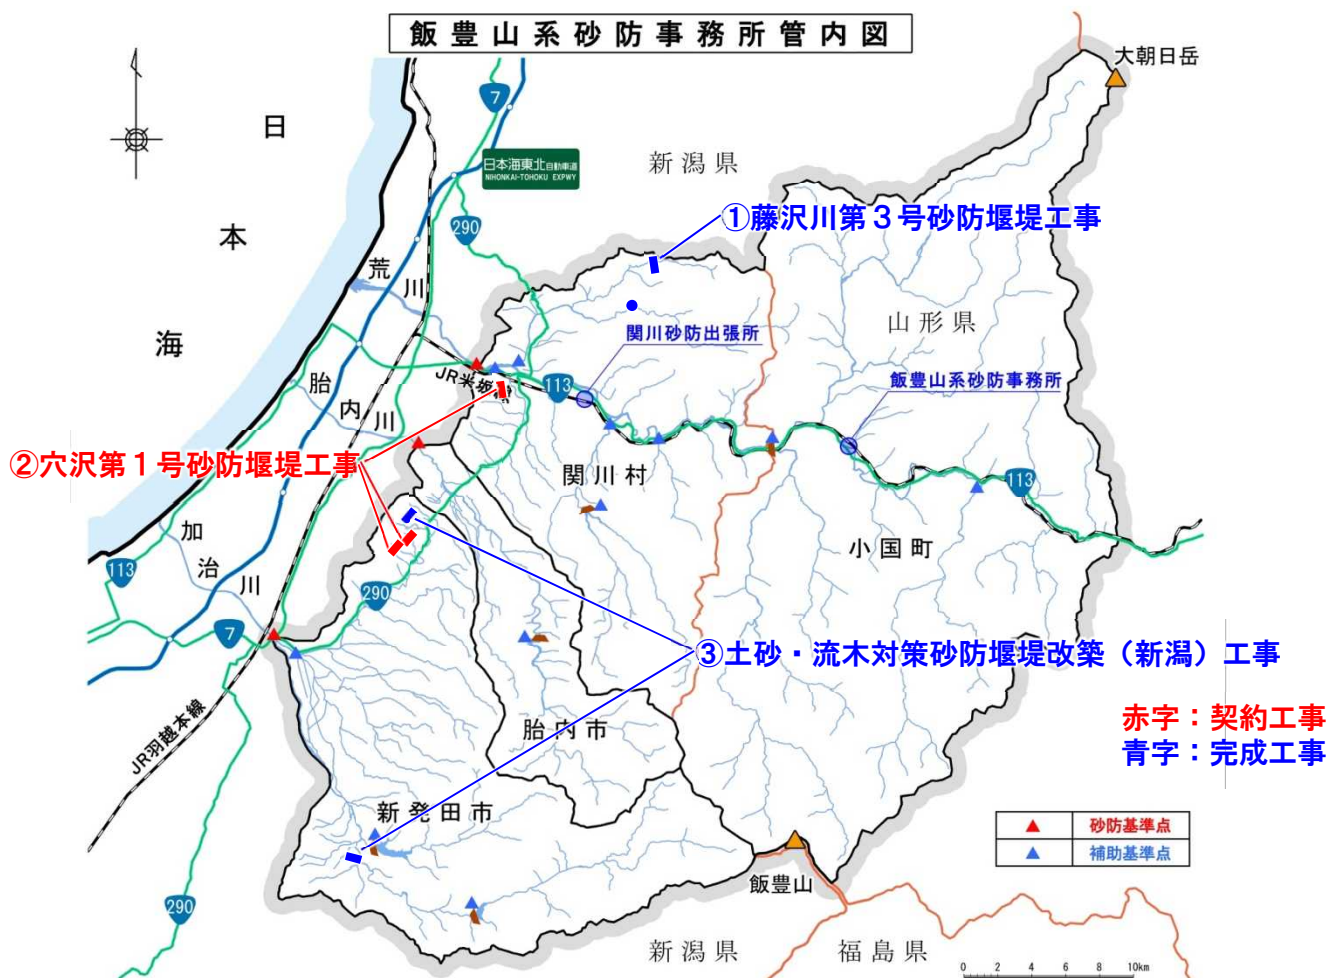 飯豊山系砂防事務所管内図
大朝日岳
7
日
日本海東北自動車道
NIHONKAI-TOHOKU EXPWY
新潟県
①藤沢川第3号砂防堰堤工事
290
本
荒川
山形県
海
関川砂防出張所
飯豊山系砂防事務所
JR米坂線
113
胎内川
②穴沢第1号砂防堰堤工事
関川村
113
加治川
小国町
113
290
7
③土砂・流木対策砂防堰堤改築（新潟）工事
JR羽越本線
胎内市
赤字：契約工事
青字：完成工事
新発田市
砂防基準点
補助基準点
飯豊山
290
新潟県
福島県
0 2 4 6 8 10km